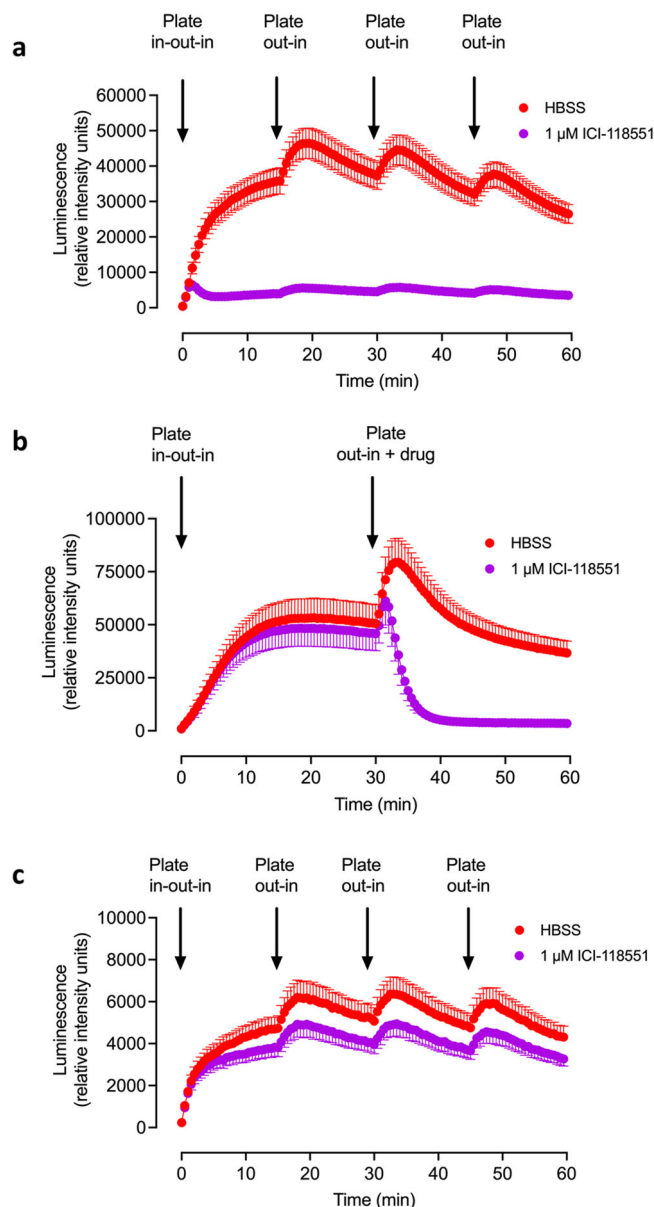 a
Plate
in-out-in
Plate
out-in
Plate
out-in
Plate
out-in
HBSS
1 µM ICI-118551
Luminescence
(relative intensity units)
60000
50000
40000
30000
20000
10000
0
0 10 20 30 40 50 60
Time (min)
b
Plate
in-out-in
Plate
out-in + drug
HBSS
1 µM ICI-118551
Luminescence
(relative intensity units)
100000
75000
50000
25000
0
0 10 20 30 40 50 60
Time (min)
c
Plate
in-out-in
Plate
out-in
Plate
out-in
Plate
out-in
HBSS
1 µM ICI-118551
Luminescence
(relative intensity units)
10000
8000
6000
4000
2000
0
0 10 20 30 40 50 60
Time (min)